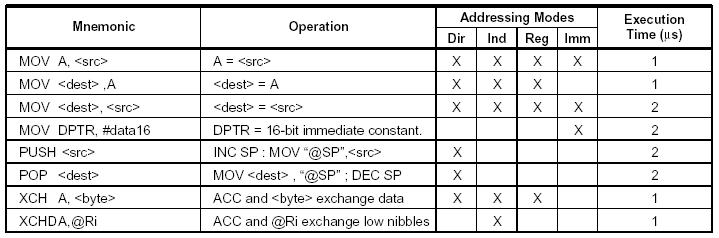 Mnemonic Operation Addressing Modes Execution Time (µs)
Dir Ind Reg Imm
MOV A, <src> A = <src> X X X X 1
MOV <dest> ,A <dest> = A X X X 1
MOV <dest>, <src> <dest> = <src> X X X X 2
MOV DPTR, #data16 DPTR = 16-bit immediate constant. X 2
PUSH <src> INC SP : MOV "@SP",<src> X 2
POP <dest> MOV <dest> , "@SP" ; DEC SP X 2
XCH A, <byte> ACC and <byte> exchange data X X X 1
XCHDA,@Ri ACC and @Ri exchange low nibbles X 1